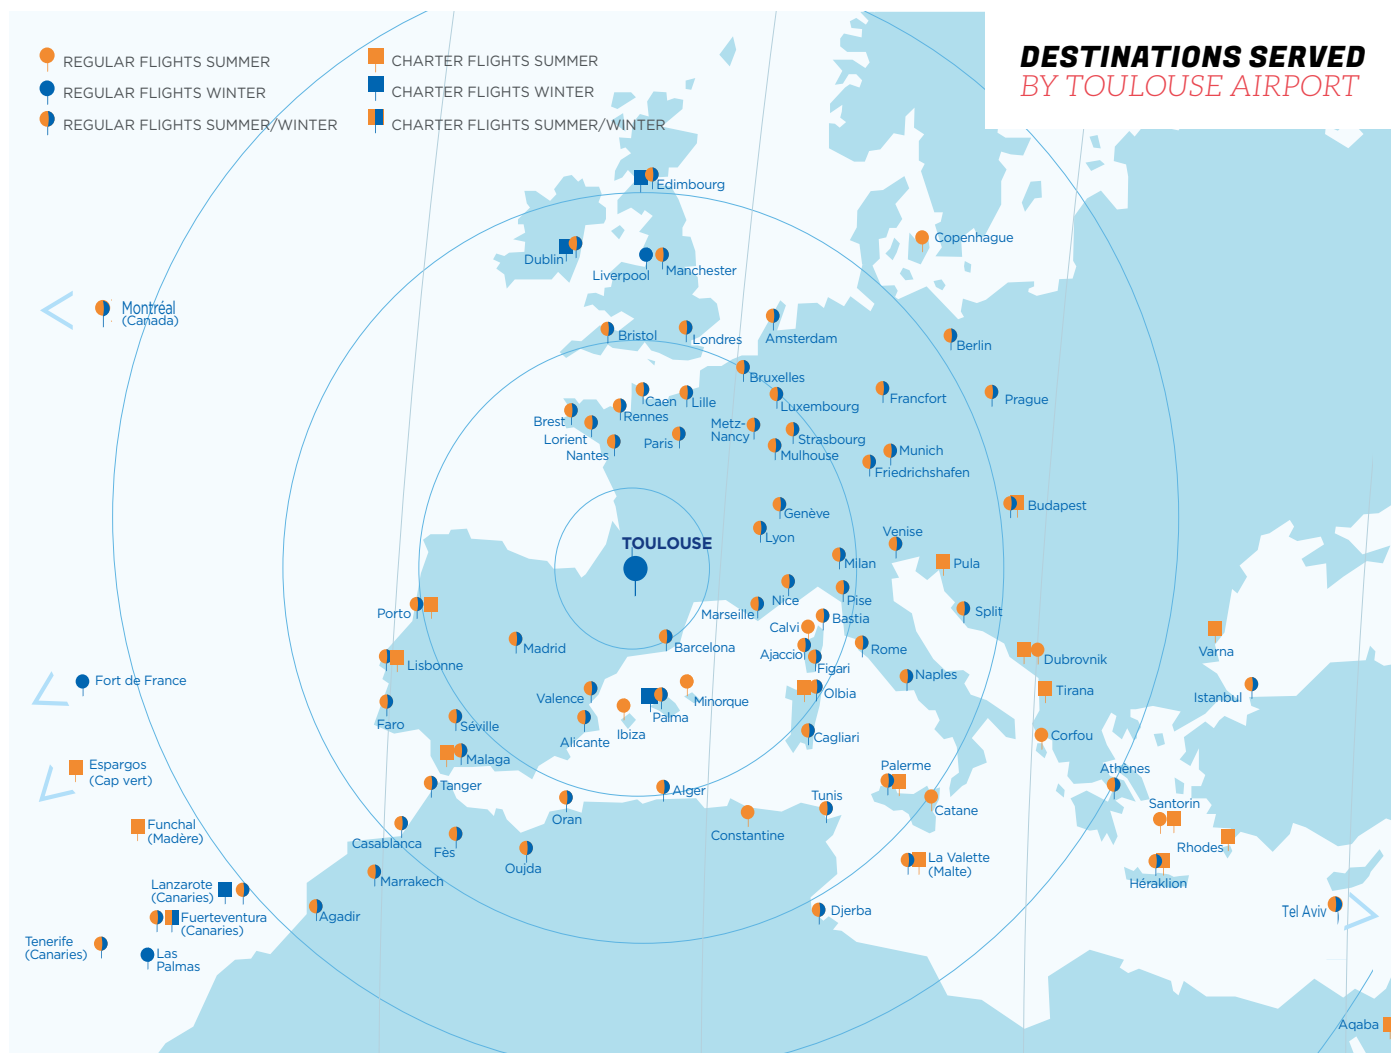 REGULAR FLIGHTS SUMMER
REGULAR FLIGHTS WINTER
REGULAR FLIGHTS SUMMER/WINTER
CHARTER FLIGHTS SUMMER
CHARTER FLIGHTS WINTER
CHARTER FLIGHTS SUMMER/WINTER
DESTINATIONS SERVED
BY TOULOUSE AIRPORT
Edimbourg
Copenhague
Dublin
Liverpool
Manchester
Montréal
(Canada)
Bristol
Londres
Amsterdam
Berlin
Bruxelles
Caen
Lille
Luxembourg
Francfort
Prague
Brest
Rennes
Lorient
Nantes
Paris
Metz-
Nancy
Strasbourg
Mulhouse
Munich
Friedrichshafen
Budapest
Genève
Lyon
TOULOUSE
Venise
Milan
Pula
Nice
Pise
Marseille
Porto
Bastia
Calvi
Split
Madrid
Barcelona
Ajaccio
Figari
Rome
Varna
Dubrovnik
Lisbonne
Fort de France
Naples
Tirana
Istanbul
Valence
Palma
Minorque
Olbia
Faro
Séville
Ibiza
Alicante
Cagliari
Corfou
Malaga
Espargos
(Cap vert)
Palerme
Athènes
Tanger
Alger
Tunis
Catane
Santorin
Oran
Constantine
Funchal
(Madère)
Casablanca
Fès
Oujda
Rhodes
La Valette
(Malte)
Héraklion
Marrakech
Lanzarote
(Canaries)
Agadir
Djerba
Tel Aviv
Fuerteventura
(Canaries)
Tenerife
(Canaries)
Las
Palmas
Aqaba